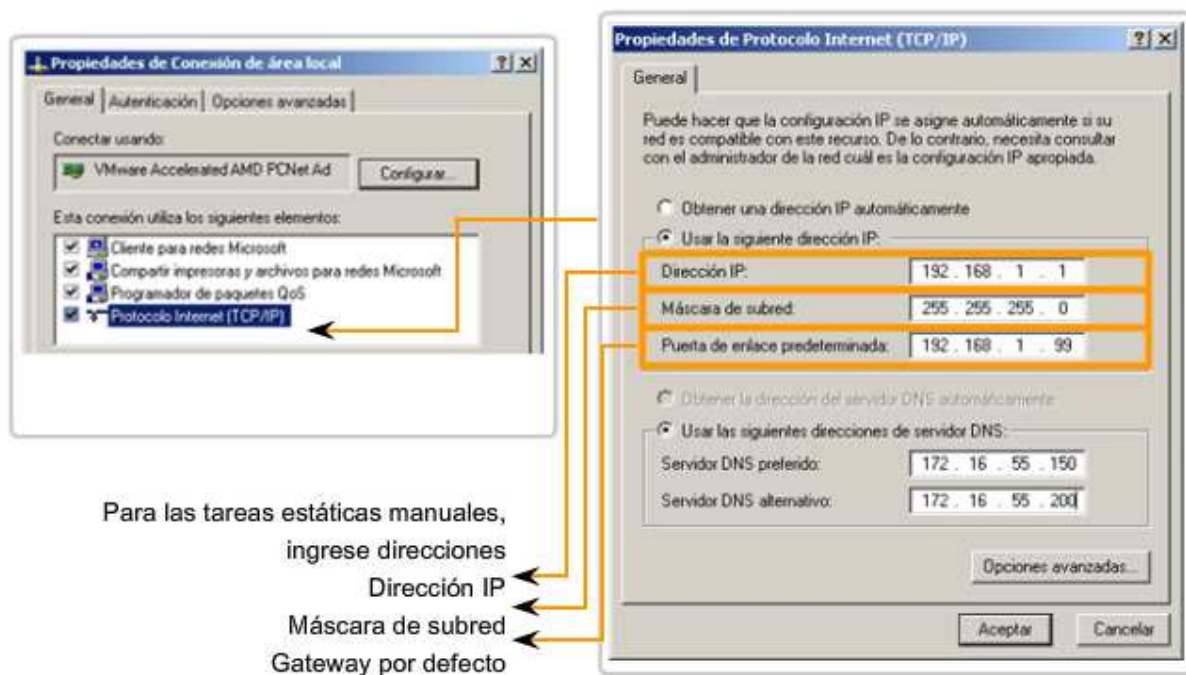 Propiedades de Conexión de área local
General
Autenticación
Opciones avanzadas
Conectar usando:
VMware Accelerated AMD PCNet Ad
Configurar...
Esta conexión utiliza los siguientes elementos:
Cliente para redes Microsoft
Compartir impresoras y archivos para redes Microsoft
Programador de paquetes QoS
Protocolo Internet (TCP/IP)
Propiedades de Protocolo Internet (TCP/IP)
General
Puede hacer que la configuración IP se asigne automáticamente si su
red es compatible con este recurso. De lo contrario, necesita consultar
con el administrador de la red cuál es la configuración IP apropiada.
Obtener una dirección IP automáticamente
Usar la siguiente dirección IP:
Dirección IP: 192 . 168 . 1 . 1
Máscara de subred: 255 . 255 . 255 . 0
Puerta de enlace predeterminada: 192 . 168 . 1 . 99
Obtener la dirección del servidor DNS automáticamente
Usar las siguientes direcciones de servidor DNS:
Servidor DNS preferido: 172 . 16 . 55 . 150
Servidor DNS alternativo: 172 . 16 . 55 . 200
Opciones avanzadas...
Aceptar
Cancelar
Para las tareas estáticas manuales,
ingrese direcciones
Dirección IP
Máscara de subred
Gateway por defecto